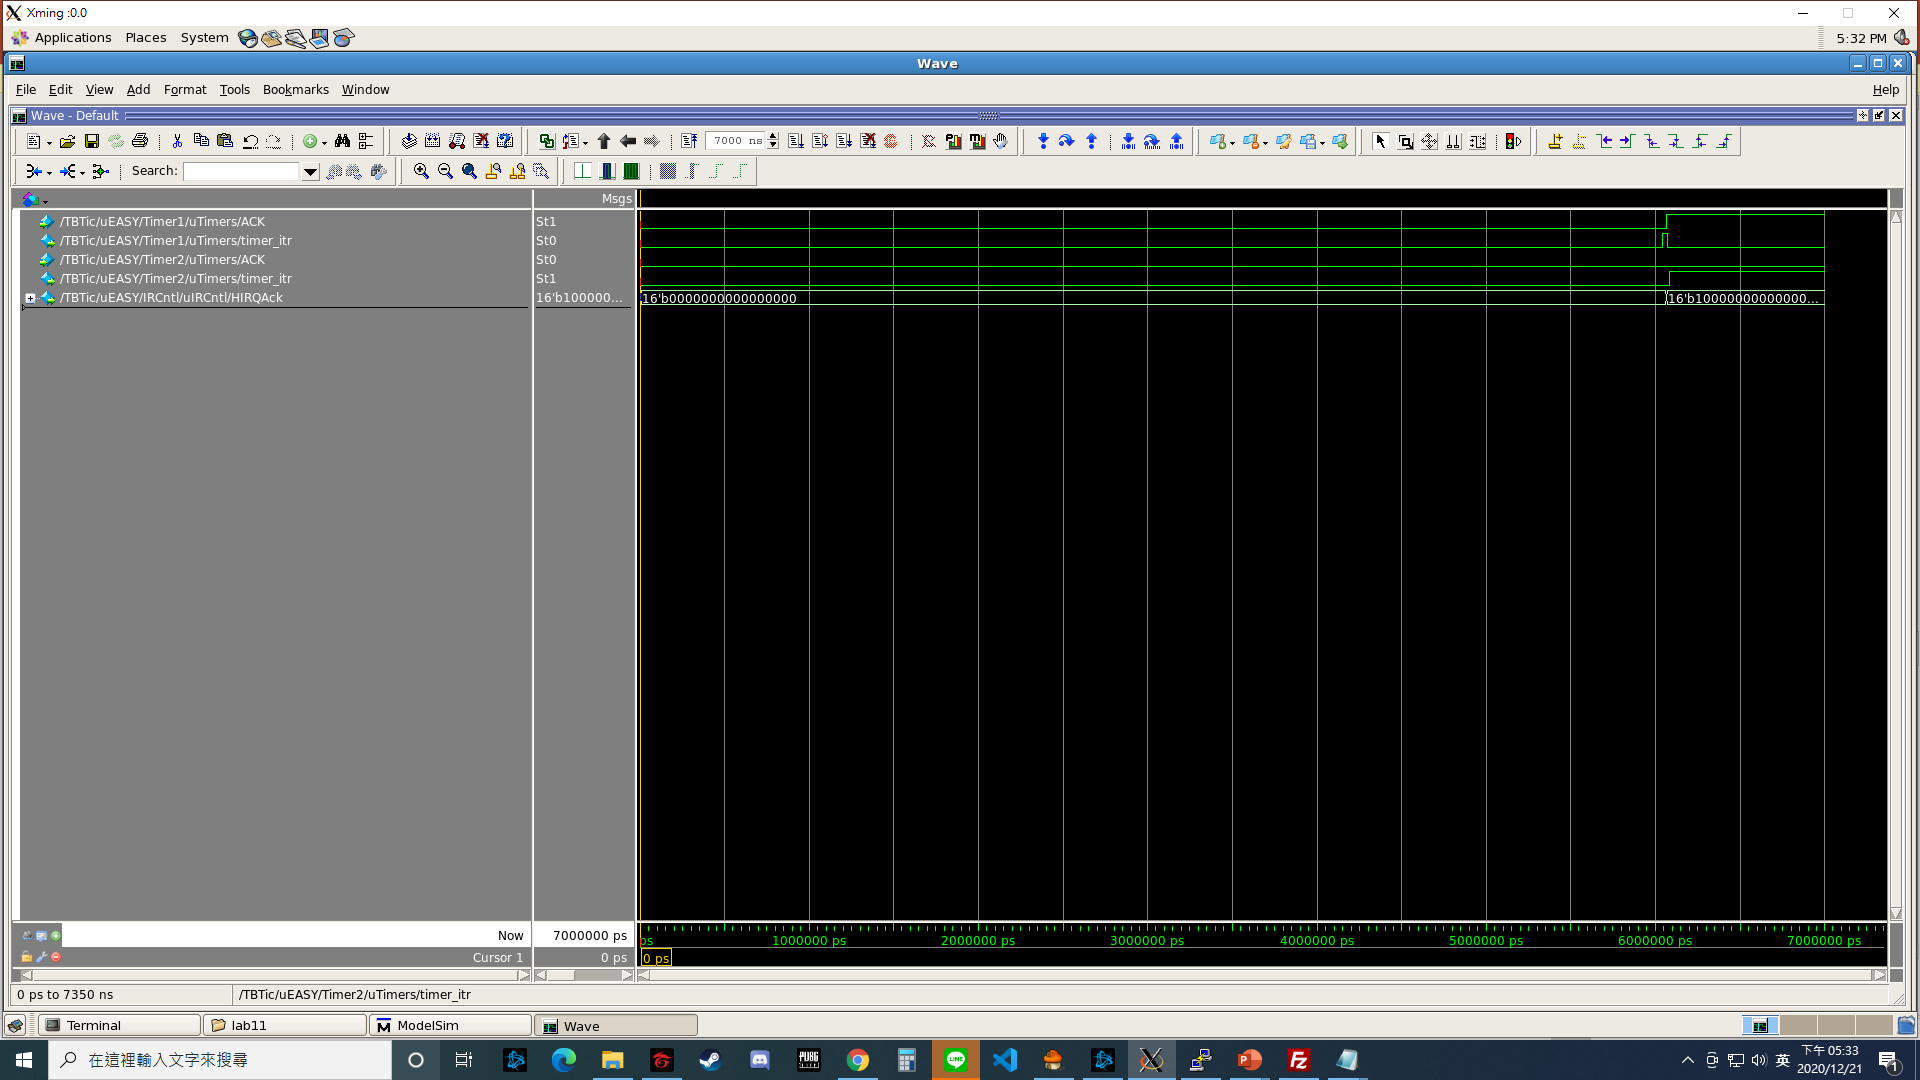 Xming :0.0
Applications Places System 5:32 PM
Wave
File Edit View Add Format Tools Bookmarks Window Help
Wave - Default
7000 ns
Search:
Msgs
/TBTic/uEASY/Timer1/uTimers/ACK St1
/TBTic/uEASY/Timer1/uTimers/timer_itr St0
/TBTic/uEASY/Timer2/uTimers/ACK St0
/TBTic/uEASY/Timer2/uTimers/timer_itr St1
/TBTic/uEASY/IRCntl/uIRCntl/HIRQAck 16'b100000... 16'b0000000000000000 16'b10000000000000...
Now 7000000 ps ps 1000000 ps 2000000 ps 3000000 ps 4000000 ps 5000000 ps 6000000 ps 7000000 ps
Cursor 1 0 ps 0 ps
0 ps to 7350 ns /TBTic/uEASY/Timer2/uTimers/timer_itr
Terminal lab11 ModelSim Wave
在這裡輸入文字來搜尋
PUBG
LINE
英
下午 05:33
2020/12/21
1